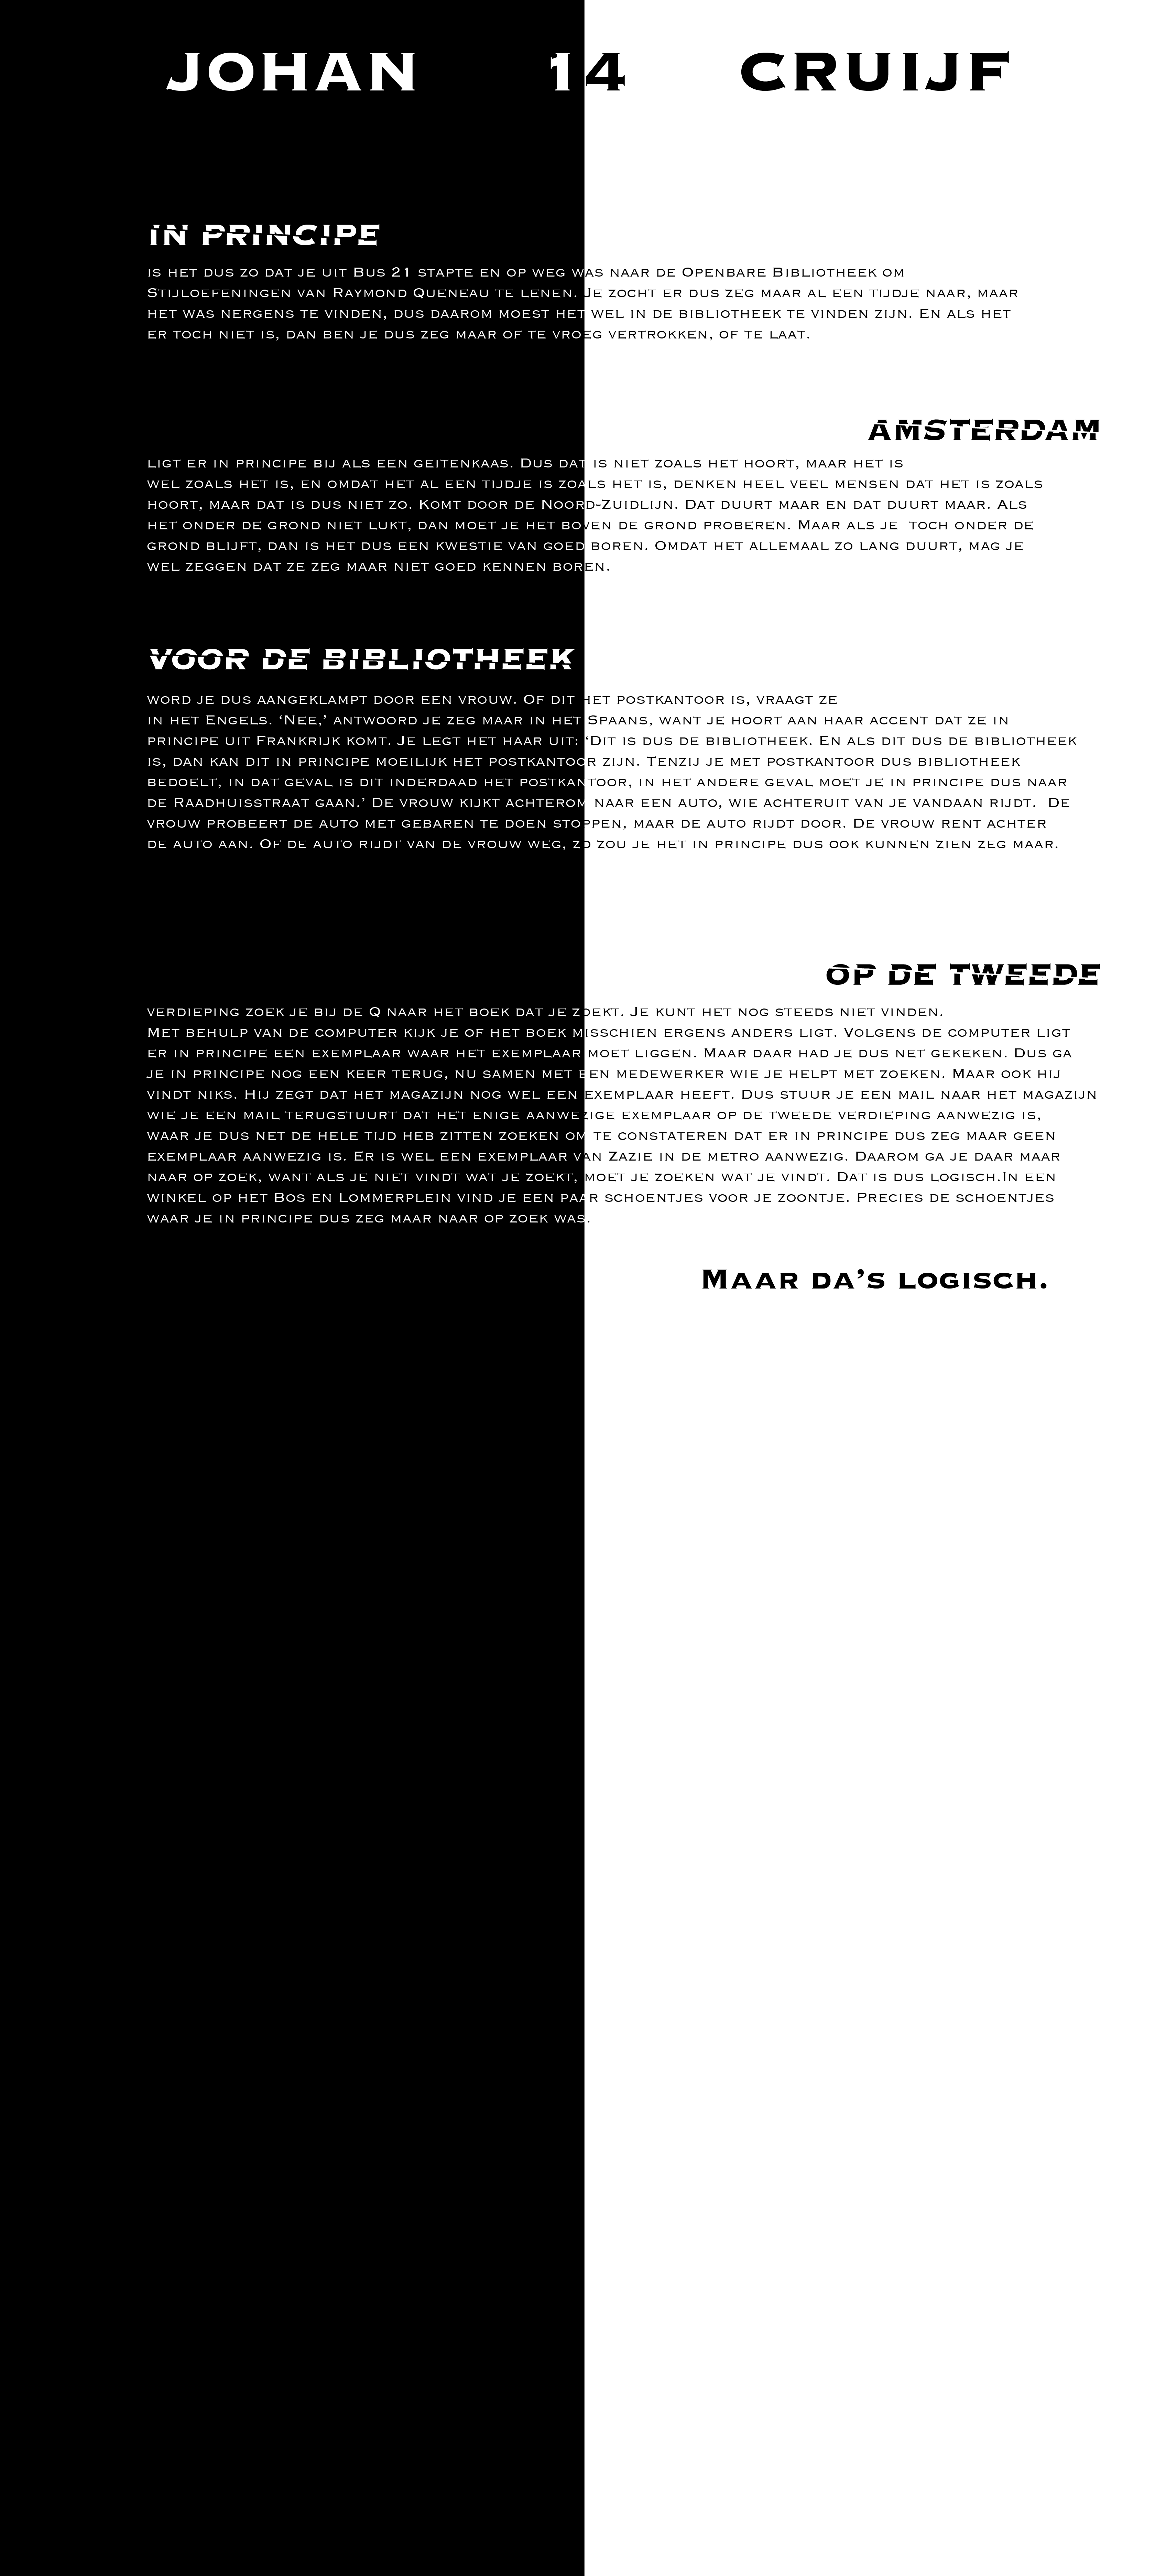 JOHAN 14 CRUIJF
IN PRINCIPE
IS HET DUS ZO DAT JE UIT BUS 21 STAPTE EN OP WEG WAS NAAR DE OPENBARE BIBLIOTHEEK OM
STIJLOEFENINGEN VAN RAYMOND QUENEAU TE LENEN. JE ZOCHT ER DUS ZEG MAAR AL EEN TIJDJE NAAR, MAAR
HET WAS NERGENS TE VINDEN, DUS DAAROM MOEST HET WEL IN DE BIBLIOTHEEK TE VINDEN ZIJN. EN ALS HET
ER TOCH NIET IS, DAN BEN JE DUS ZEG MAAR OF TE VROEG VERTROKKEN, OF TE LAAT.
AMSTERDAM
LIGT ER IN PRINCIPE BIJ ALS EEN GEITENKAAS. DUS DAT IS NIET ZOALS HET HOORT, MAAR HET IS
WEL ZOALS HET IS, EN OMDAT HET AL EEN TIJDJE IS ZOALS HET IS, DENKEN HEEL VEEL MENSEN DAT HET IS ZOALS
HOORT, MAAR DAT IS DUS NIET ZO. KOMT DOOR DE NOORD-ZUIDLIJN. DAT DUURT MAAR EN DAT DUURT MAAR. ALS
HET ONDER DE GROND NIET LUKT, DAN MOET JE HET BOVEN DE GROND PROBEREN. MAAR ALS JE TOCH ONDER DE
GROND BLIJFT, DAN IS HET DUS EEN KWESTIE VAN GOED BOREN. OMDAT HET ALLEMAAL ZO LANG DUURT, MAG JE
WEL ZEGGEN DAT ZE ZEG MAAR NIET GOED KENNEN BOREN.
VOOR DE BIBLIOTHEEK
WORD JE DUS AANGEKLAMPT DOOR EEN VROUW. OF DIT HET POSTKANTOOR IS, VRAAGT ZE
IN HET ENGELS. ‘NEE,’ ANTWOORD JE ZEG MAAR IN HET SPAANS, WANT JE HOORT AAN HAAR ACCENT DAT ZE IN
PRINCIPE UIT FRANKRIJK KOMT. JE LEGT HET HAAR UIT: ‘DIT IS DUS DE BIBLIOTHEEK. EN ALS DIT DUS DE BIBLIOTHEEK
IS, DAN KAN DIT IN PRINCIPE MOEILIJK HET POSTKANTOOR ZIJN. TENZIJ JE MET POSTKANTOOR DUS BIBLIOTHEEK
BEDOELT, IN DAT GEVAL IS DIT INDERDAAD HET POSTKANTOOR, IN HET ANDERE GEVAL MOET JE IN PRINCIPE DUS NAAR
DE RAADHUISSTRAAT GAAN.’ DE VROUW KIJKT ACHTEROM NAAR EEN AUTO, WIE ACHTERUIT VAN JE VANDAAN RIJDT. DE
VROUW PROBEERT DE AUTO MET GEBAREN TE DOEN STOPPEN, MAAR DE AUTO RIJDT DOOR. DE VROUW RENT ACHTER
DE AUTO AAN. OF DE AUTO RIJDT VAN DE VROUW WEG, ZO ZOU JE HET IN PRINCIPE DUS OOK KUNNEN ZIEN ZEG MAAR.
OP DE TWEEDE
VERDIEPING ZOEK JE BIJ DE Q NAAR HET BOEK DAT JE ZOEKT. JE KUNT HET NOG STEEDS NIET VINDEN.
MET BEHULP VAN DE COMPUTER KIJK JE OF HET BOEK MISSCHIEN ERGENS ANDERS LIGT. VOLGENS DE COMPUTER LIGT
ER IN PRINCIPE EEN EXEMPLAAR WAAR HET EXEMPLAAR MOET LIGGEN. MAAR DAAR HAD JE DUS NET GEKEKEN. DUS GA
JE IN PRINCIPE NOG EEN KEER TERUG, NU SAMEN MET EEN MEDEWERKER WIE JE HELPT MET ZOEKEN. MAAR OOK HIJ
VINDT NIKS. HIJ ZEGT DAT HET MAGAZIJN NOG WEL EEN EXEMPLAAR HEEFT. DUS STUUR JE EEN MAIL NAAR HET MAGAZIJN
WIE JE EEN MAIL TERUGSTUURT DAT HET ENIGE AANWEZIGE EXEMPLAAR OP DE TWEEDE VERDIEPING AANWEZIG IS,
WAAR JE DUS NET DE HELE TIJD HEB ZITTEN ZOEKEN OM TE CONSTATEREN DAT ER IN PRINCIPE DUS ZEG MAAR GEEN
EXEMPLAAR AANWEZIG IS. ER IS WEL EEN EXEMPLAAR VAN ZAZIE IN DE METRO AANWEZIG. DAAROM GA JE DAAR MAAR
NAAR OP ZOEK, WANT ALS JE NIET VINDT WAT JE ZOEKT, MOET JE ZOEKEN WAT JE VINDT. DAT IS DUS LOGISCH.IN EEN
WINKEL OP HET BOS EN LOMMERPLEIN VIND JE EEN PAAR SCHOENTJES VOOR JE ZOONTJE. PRECIES DE SCHOENTJES
WAAR JE IN PRINCIPE DUS ZEG MAAR NAAR OP ZOEK WAS.
MAAR DA’S LOGISCH.